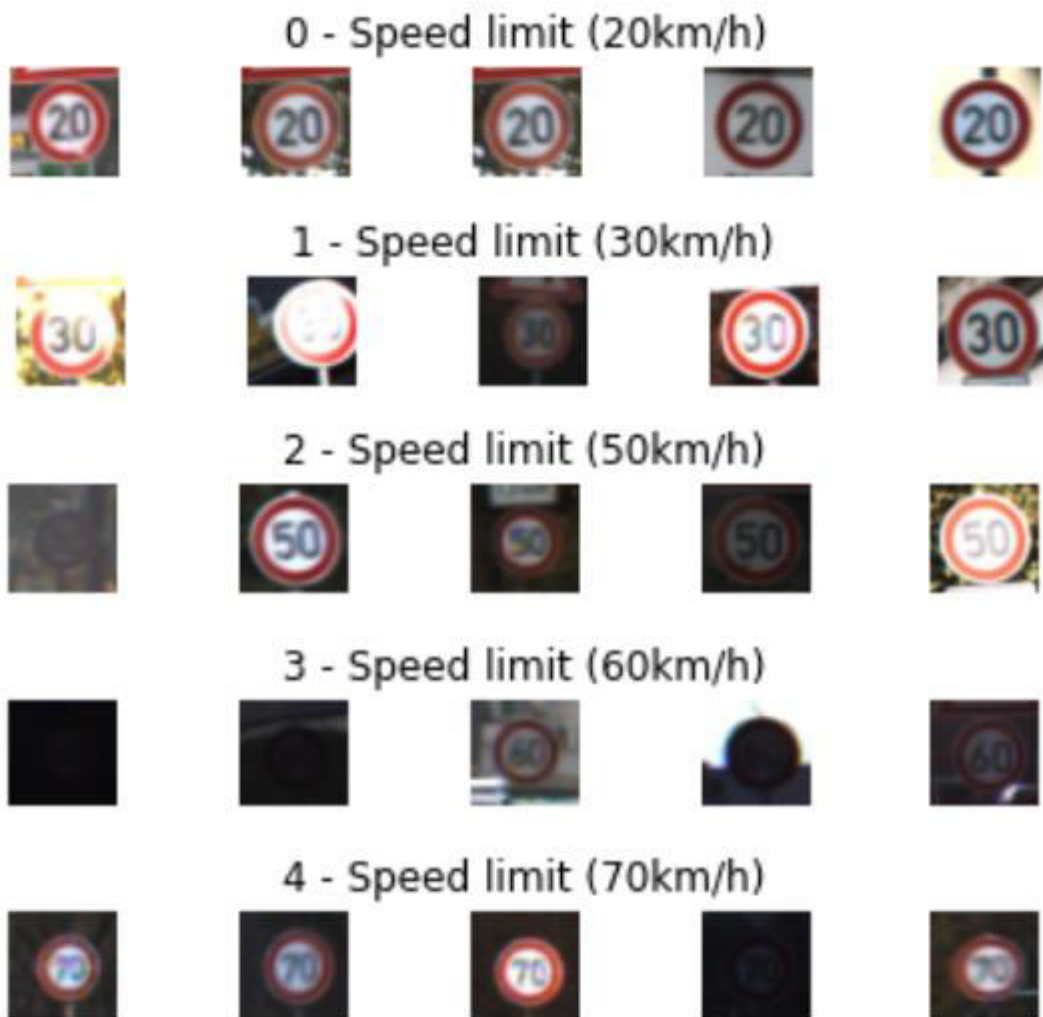 0 - Speed limit (20km/h)
20 20 20 20 20
1 - Speed limit (30km/h)
30 30 30 30
2 - Speed limit (50km/h)
50 50 50 50
3 - Speed limit (60km/h)
60 60
4 - Speed limit (70km/h)
70 70 70 70